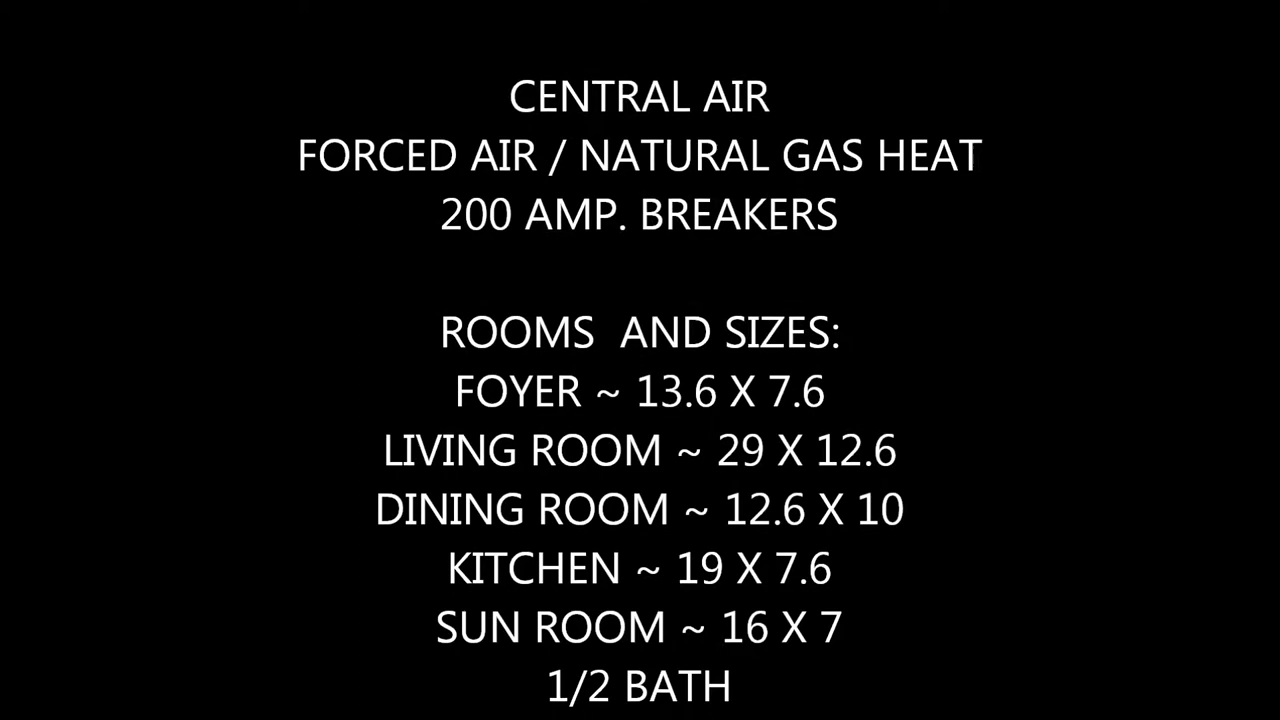 CENTRAL AIR
FORCED AIR / NATURAL GAS HEAT
200 AMP. BREAKERS
ROOMS  AND SIZES:
FOYER ~ 13.6 X 7.6
LIVING ROOM ~ 29 X 12.6
DINING ROOM ~ 12.6 X 10
KITCHEN ~ 19 X 7.6
SUN ROOM ~ 16 X 7
1/2 BATH